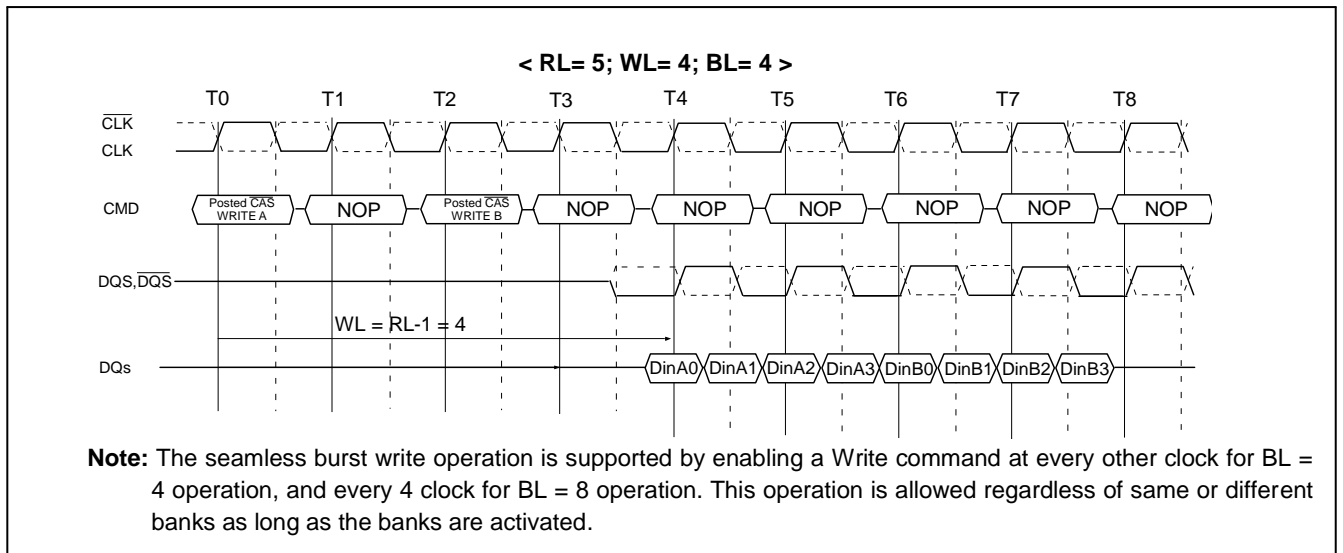 < RL= 5; WL= 4; BL= 4 >
T0 T1 T2 T3 T4 T5 T6 T7 T8
CLK
CLK
CMD
Posted CAS
WRITE A
NOP
Posted CAS
WRITE B
NOP
NOP
NOP
NOP
NOP
NOP
DQS,DQS
WL = RL-1 = 4
DQs
DinA0 DinA1 DinA2 DinA3 DinB0 DinB1 DinB2 DinB3
Note: The seamless burst write operation is supported by enabling a Write command at every other clock for BL =
4 operation, and every 4 clock for BL = 8 operation. This operation is allowed regardless of same or different
banks as long as the banks are activated.